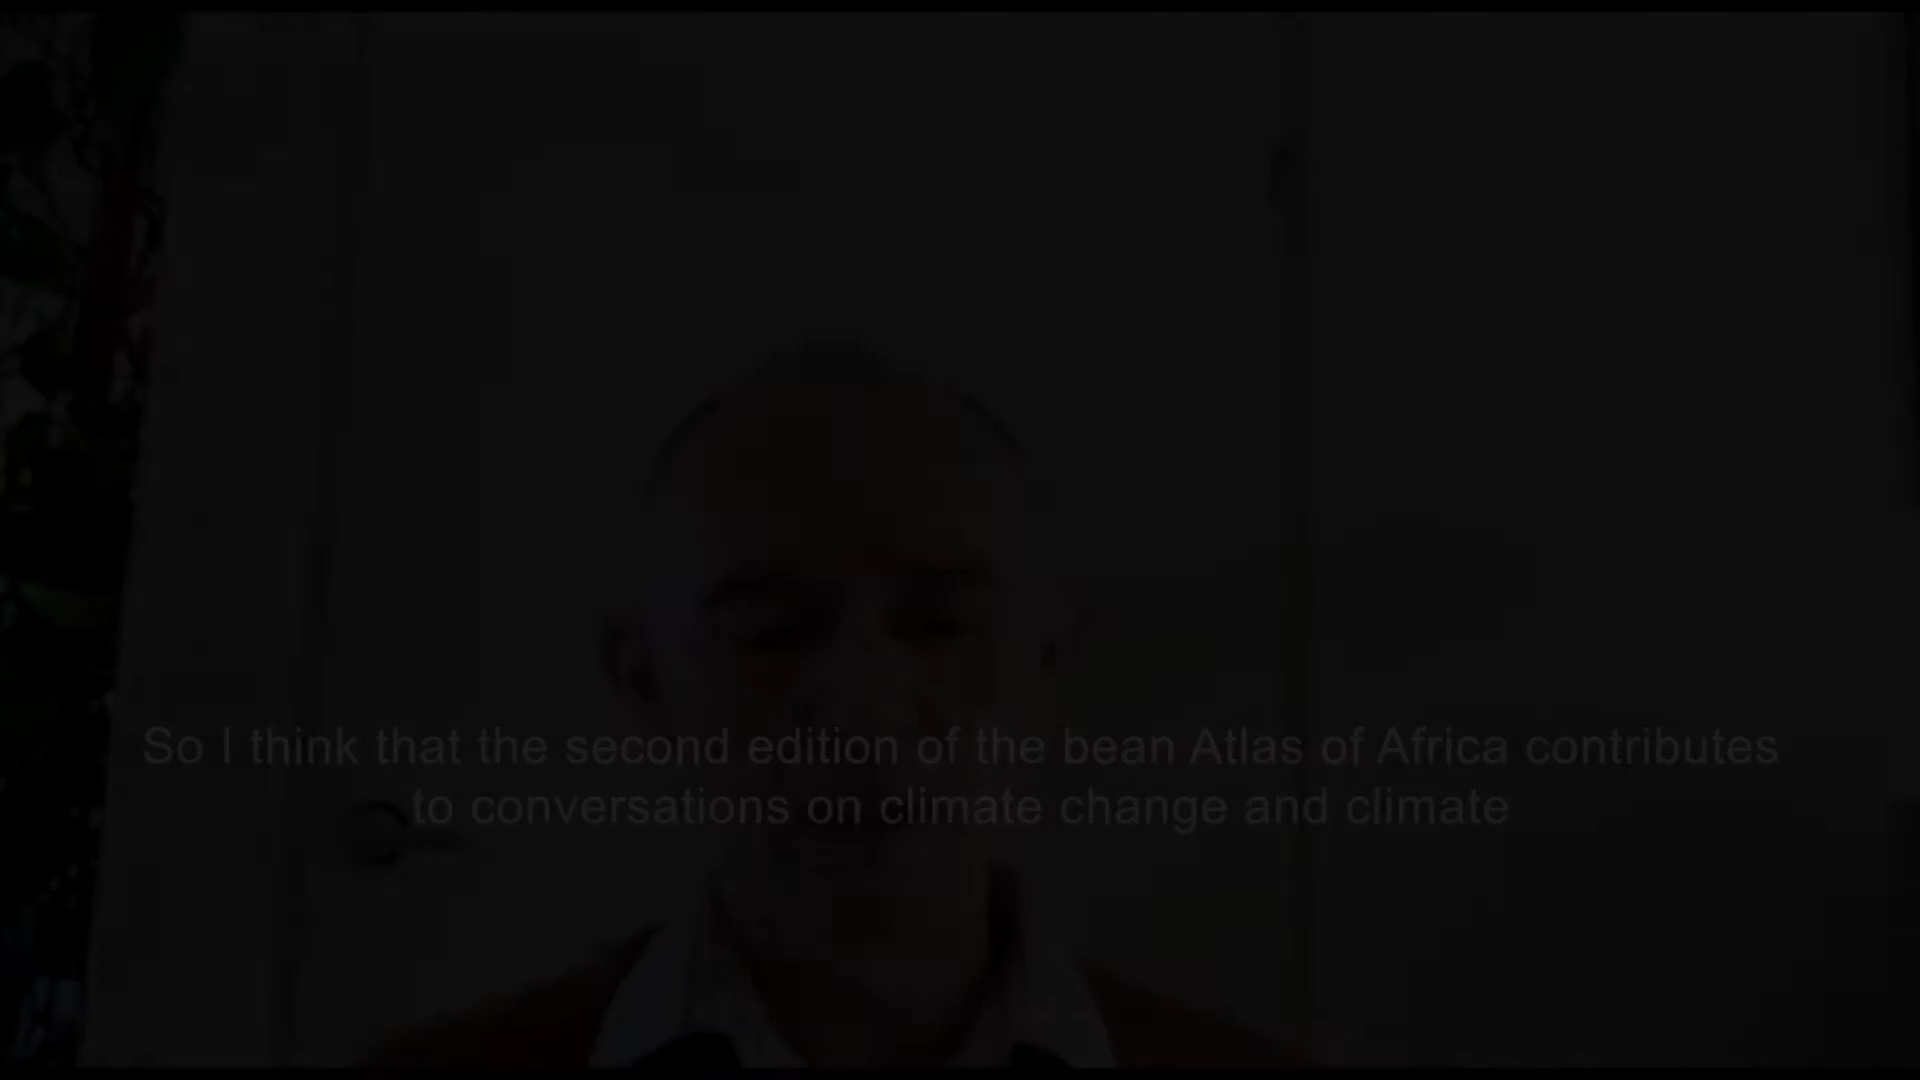 So I think that the second edition of the bean Atlas of Africa contributes
to conversations on climate change and climate